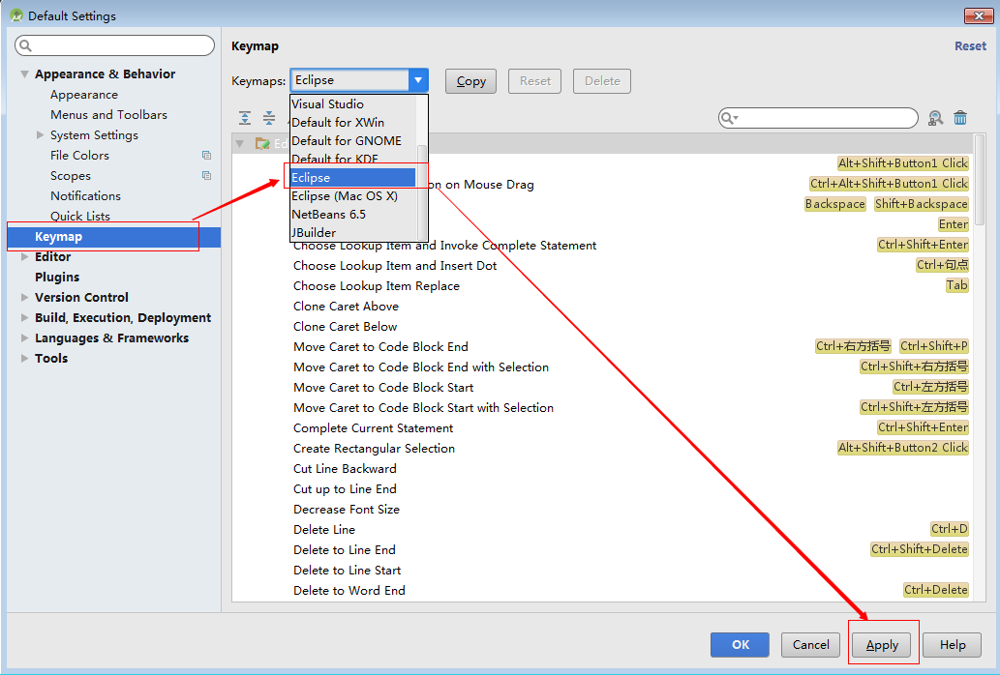 Default Settings
Keymap
Reset
Keymaps:
Eclipse
Copy
Reset
Delete
Appearance & Behavior
Appearance
Menus and Toolbars
System Settings
File Colors
Scopes
Notifications
Quick Lists
Keymap
Editor
Plugins
Version Control
Build, Execution, Deployment
Languages & Frameworks
Tools
Visual Studio
Default for XWin
Default for GNOME
Default for KDE
Eclipse
Eclipse (Mac OS X)
NetBeans 6.5
JBuilder
Ed
Alt+Shift+Button1 Click
on on Mouse Drag Ctrl+Alt+Shift+Button1 Click
Backspace Shift+Backspace
Enter
Choose Lookup Item and Invoke Complete Statement Ctrl+Shift+Enter
Choose Lookup Item and Insert Dot Ctrl+句点
Choose Lookup Item Replace Tab
Clone Caret Above
Clone Caret Below
Move Caret to Code Block End Ctrl+右方括号 Ctrl+Shift+P
Move Caret to Code Block End with Selection Ctrl+Shift+右方括号
Move Caret to Code Block Start Ctrl+左方括号
Move Caret to Code Block Start with Selection Ctrl+Shift+左方括号
Complete Current Statement Ctrl+Shift+Enter
Create Rectangular Selection Alt+Shift+Button2 Click
Cut Line Backward
Cut up to Line End
Decrease Font Size
Delete Line Ctrl+D
Delete to Line End Ctrl+Shift+Delete
Delete to Line Start
Delete to Word End Ctrl+Delete
OK
Cancel
Apply
Help